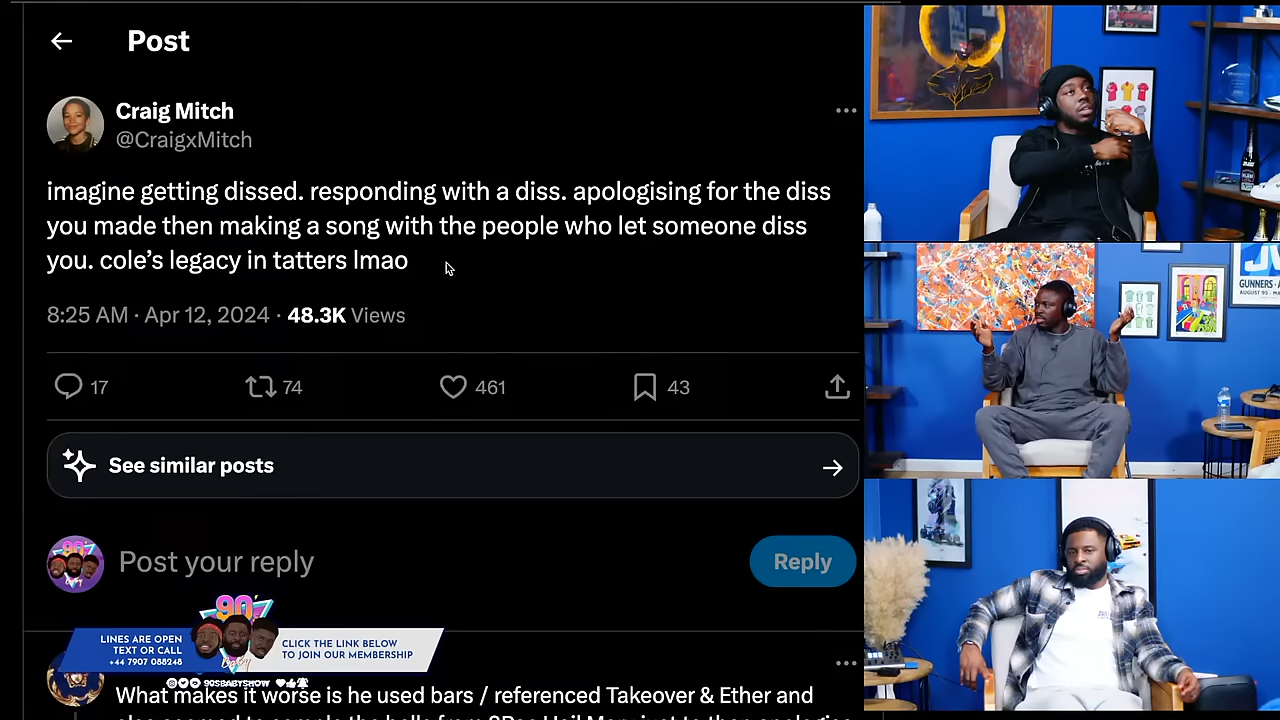 Post
Craig Mitch
@CraigxMitch
imagine getting dissed. responding with a diss. apologising for the diss
you made then making a song with the people who let someone diss
you. cole’s legacy in tatters lmao
8:25 AM · Apr 12, 2024 · 48.3K Views
17
74
461
43
See similar posts
Post your reply
Reply
90'
LINES ARE OPEN
TEXT OR CALL
+44 7907 088248
CLICK THE LINK BELOW
TO JOIN OUR MEMBERSHIP
90SBABYSHOW
What makes it worse is he used bars / referenced Takeover & Ether and
GUNNERS